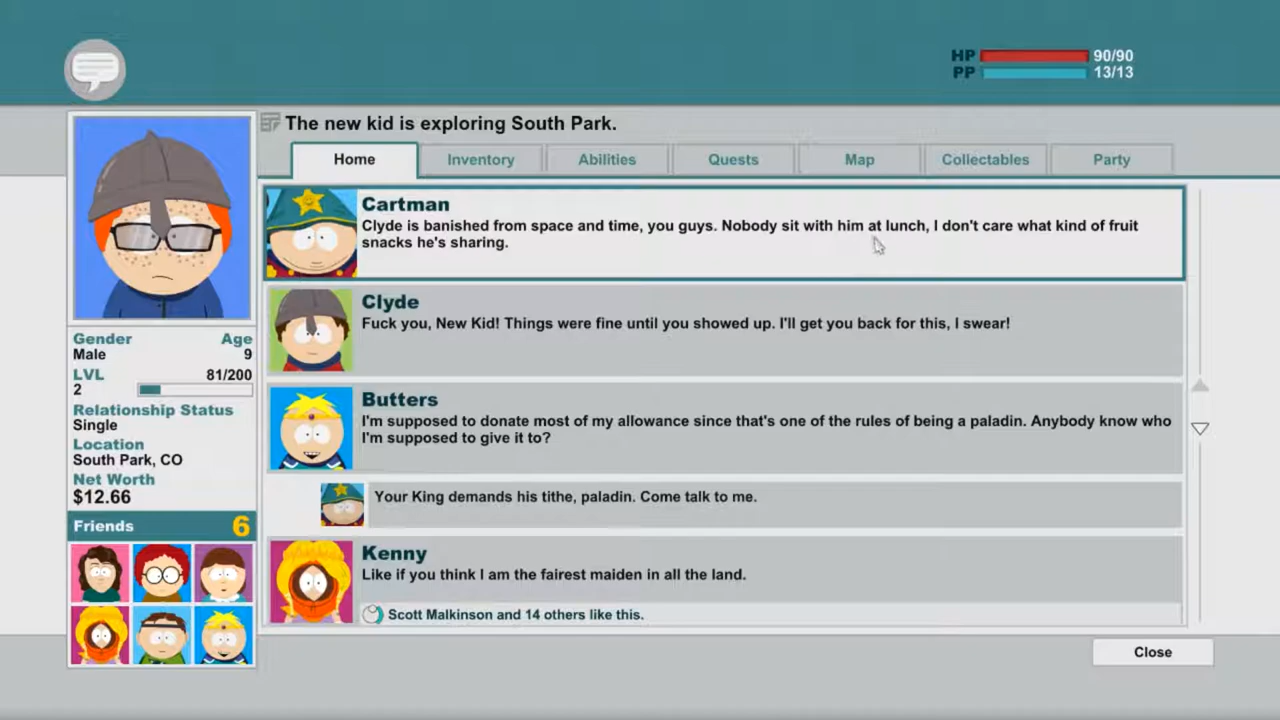 HP 90/90
PP 13/13
The new kid is exploring South Park.
Home Inventory Abilities Quests Map Collectables Party
Gender Age
Male 9
LVL 81/200
2
Relationship Status
Single
Location
South Park, CO
Net Worth
$12.66
Friends 6
Cartman
Clyde is banished from space and time, you guys. Nobody sit with him at lunch, I don't care what kind of fruit
snacks he's sharing.
Clyde
Fuck you, New Kid! Things were fine until you showed up. I'll get you back for this, I swear!
Butters
I'm supposed to donate most of my allowance since that's one of the rules of being a paladin. Anybody know who
I'm supposed to give it to?
Your King demands his tithe, paladin. Come talk to me.
Kenny
Like if you think I am the fairest maiden in all the land.
Scott Malkinson and 14 others like this.
Close